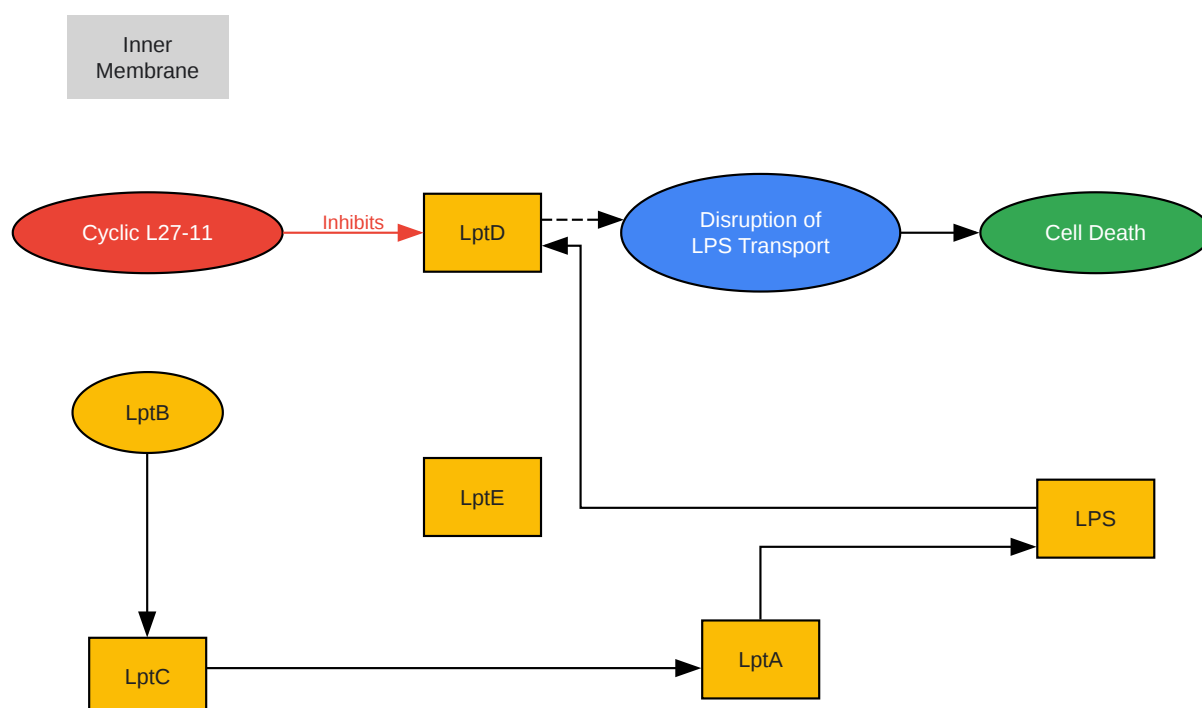 Inner
Membrane
Cyclic L27-11
Inhibits
LptD
Disruption of
LPS Transport
Cell Death
LptB
LptE
LPS
LptA
LptC